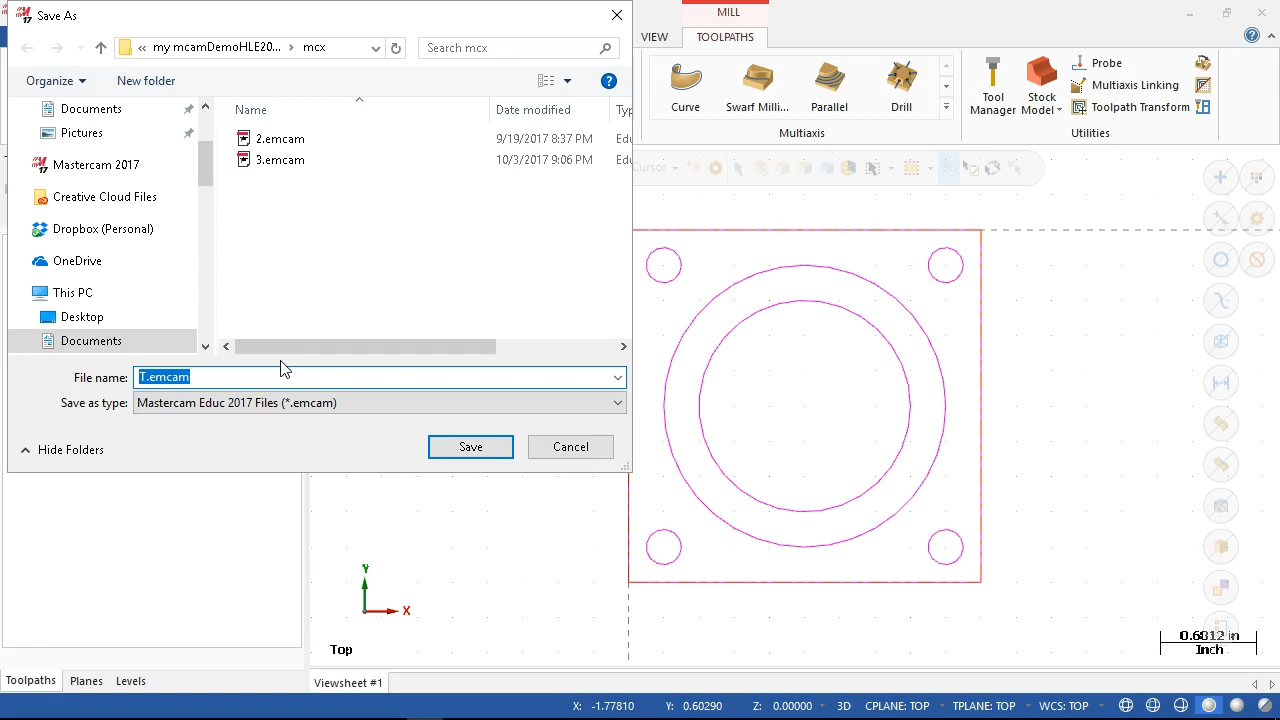 17
Save As
MILL
« my mcamDemoHLE20... > mcx
Search mcx
VIEW
TOOLPATHS
Organize
New folder
Documents
Pictures
Mastercam 2017
Creative Cloud Files
Dropbox (Personal)
OneDrive
This PC
Desktop
Documents
Name
Date modified
Ty
2.emcam
9/19/2017 8:37 PM
Edu
3.emcam
10/3/2017 9:06 PM
Edu
File name:
T.emcam
Save as type:
Mastercam Educ 2017 Files (*.emcam)
Hide Folders
Save
Cancel
Curve
Swarf Milli...
Parallel
Drill
Multiaxis
Tool
Manager
Stock
Model
Probe
Multiaxis Linking
Toolpath Transform
Utilities
Cursor
Y
X
Top
0.6312 in
Inch
Toolpaths
Planes
Levels
Viewsheet #1
X: -1.77810
Y: 0.60290
Z: 0.00000
3D
CPLANE: TOP
TPLANE: TOP
WCS: TOP